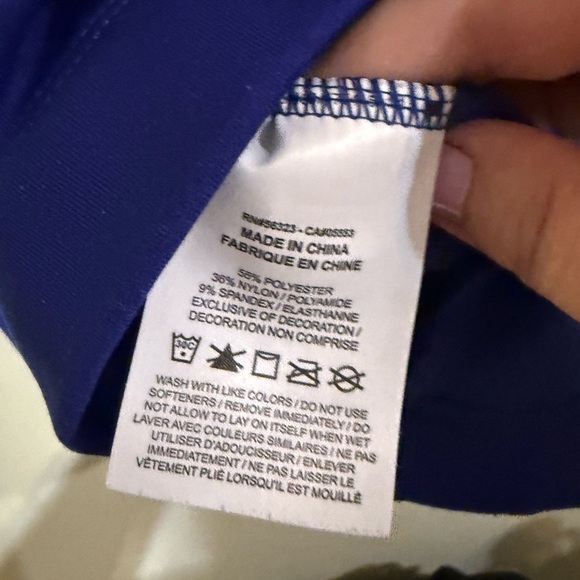 RN#56323 - CA#05553
MADE IN CHINA
FABRIQUE EN CHINE
55% POLYESTER
36% NYLON / POLYAMIDE
9% SPANDEX / ELASTHANNE
EXCLUSIVE OF DECORATION /
DECORATION NON COMPRISE
30C
WASH WITH LIKE COLORS / DO NOT USE
SOFTENERS / REMOVE IMMEDIATELY / DO
NOT ALLOW TO LAY ON ITSELF WHEN WET
LAVER AVEC COULEURS SIMILAIRES / NE PAS
UTILISER D'ADOUCISSEUR / ENLEVER
IMMEDIATEMENT / NE PAS LAISSER LE
VÊTEMENT PLIÉ LORSQU'IL EST MOUILLÉ